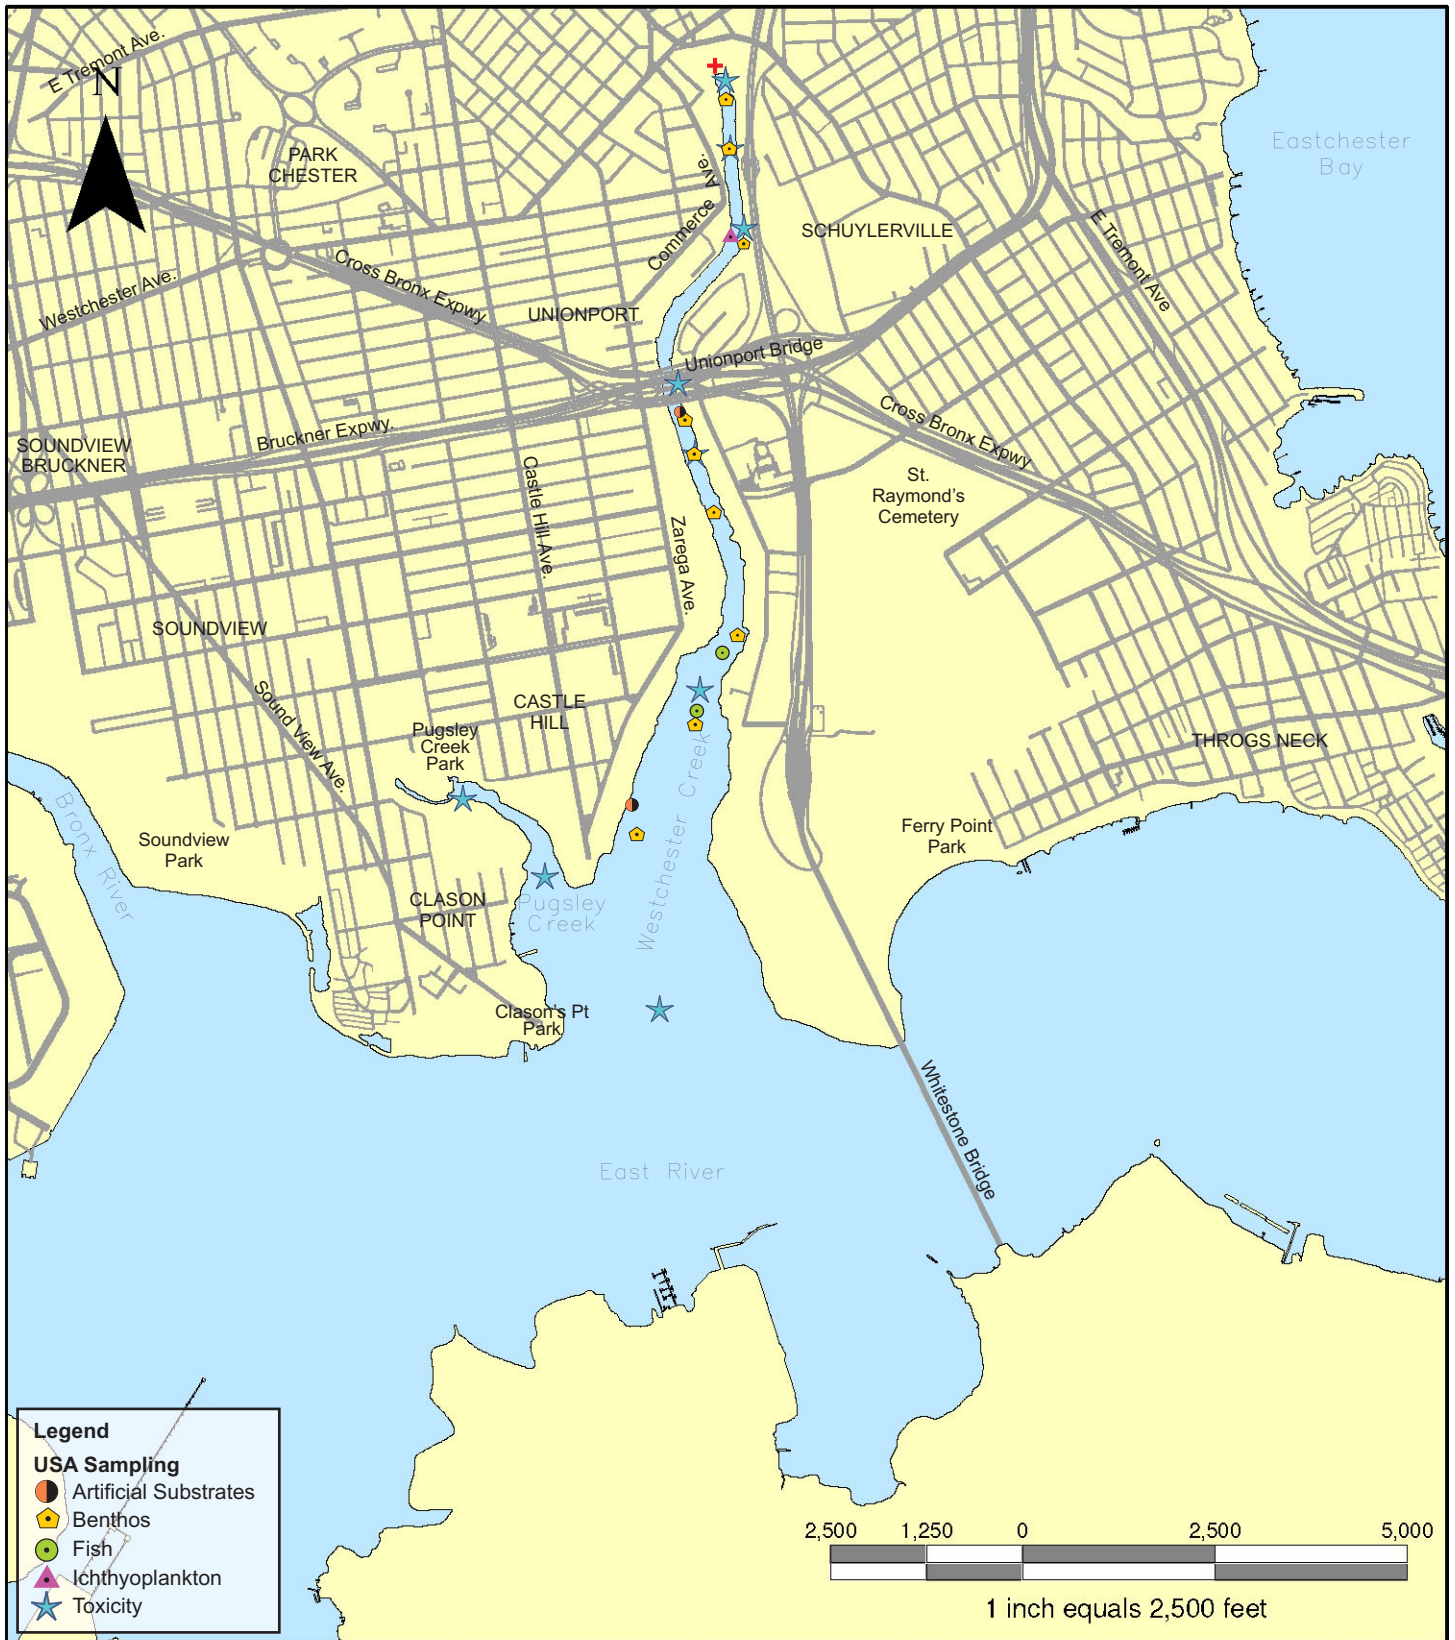 E Tremont Ave.
N
Eastchester
Bay
PARK
CHESTER
Commerce Ave.
SCHUYLERVILLE
E Tremont Ave
Westchester Ave.
Cross Bronx Expwy
UNIONPORT
Unionport Bridge
SOUNDVIEW
BRUCKNER
Bruckner Expwy.
Castle Hill Ave.
Cross Bronx Expwy
St.
Raymond's
Cemetery
Zarega Ave.
SOUNDVIEW
Sound View Ave.
CASTLE
HILL
Pugsley
Creek
Park
THROGS NECK
Bronx River
Soundview
Park
Westchester Creek
Ferry Point
Park
CLASON
POINT
Pugsley
Creek
Clason's Pt
Park
Whitestone Bridge
East River
Legend
USA Sampling
Artificial Substrates
Benthos
Fish
Ichthyoplankton
Toxicity
2,500 1,250 0 2,500 5,000
1 inch equals 2,500 feet